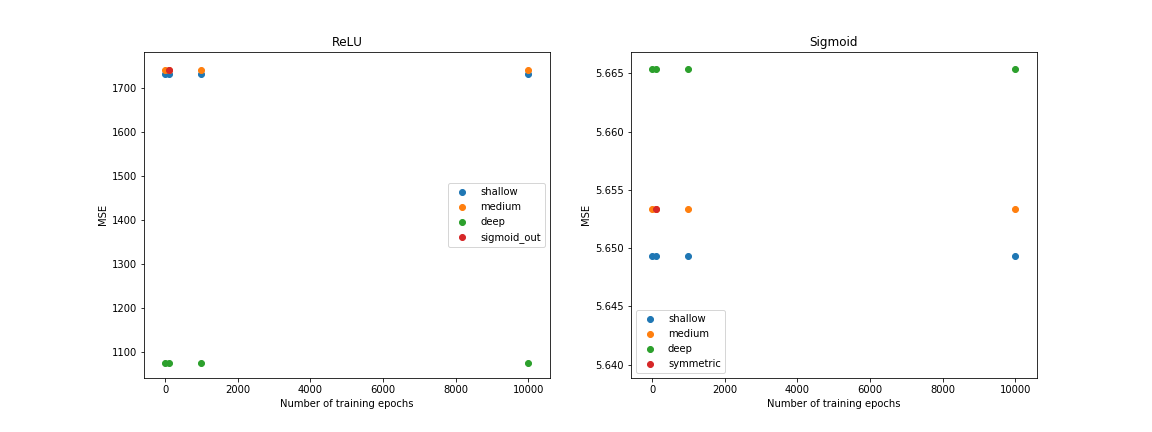 ReLU
MSE
1700
1600
1500
1400
1300
1200
1100
0 2000 4000 6000 8000 10000
Number of training epochs
shallow
medium
deep
sigmoid_out
Sigmoid
MSE
5.665
5.660
5.655
5.650
5.645
5.640
0 2000 4000 6000 8000 10000
Number of training epochs
shallow
medium
deep
symmetric